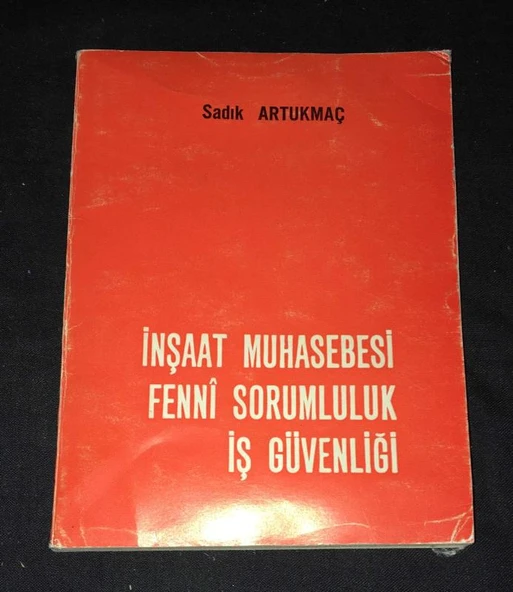 Sadık ARTUKMAÇ
İNŞAAT MUHASEBESİ
FENNÎ SORUMLULUK
İŞ GÜVENLİĞİ